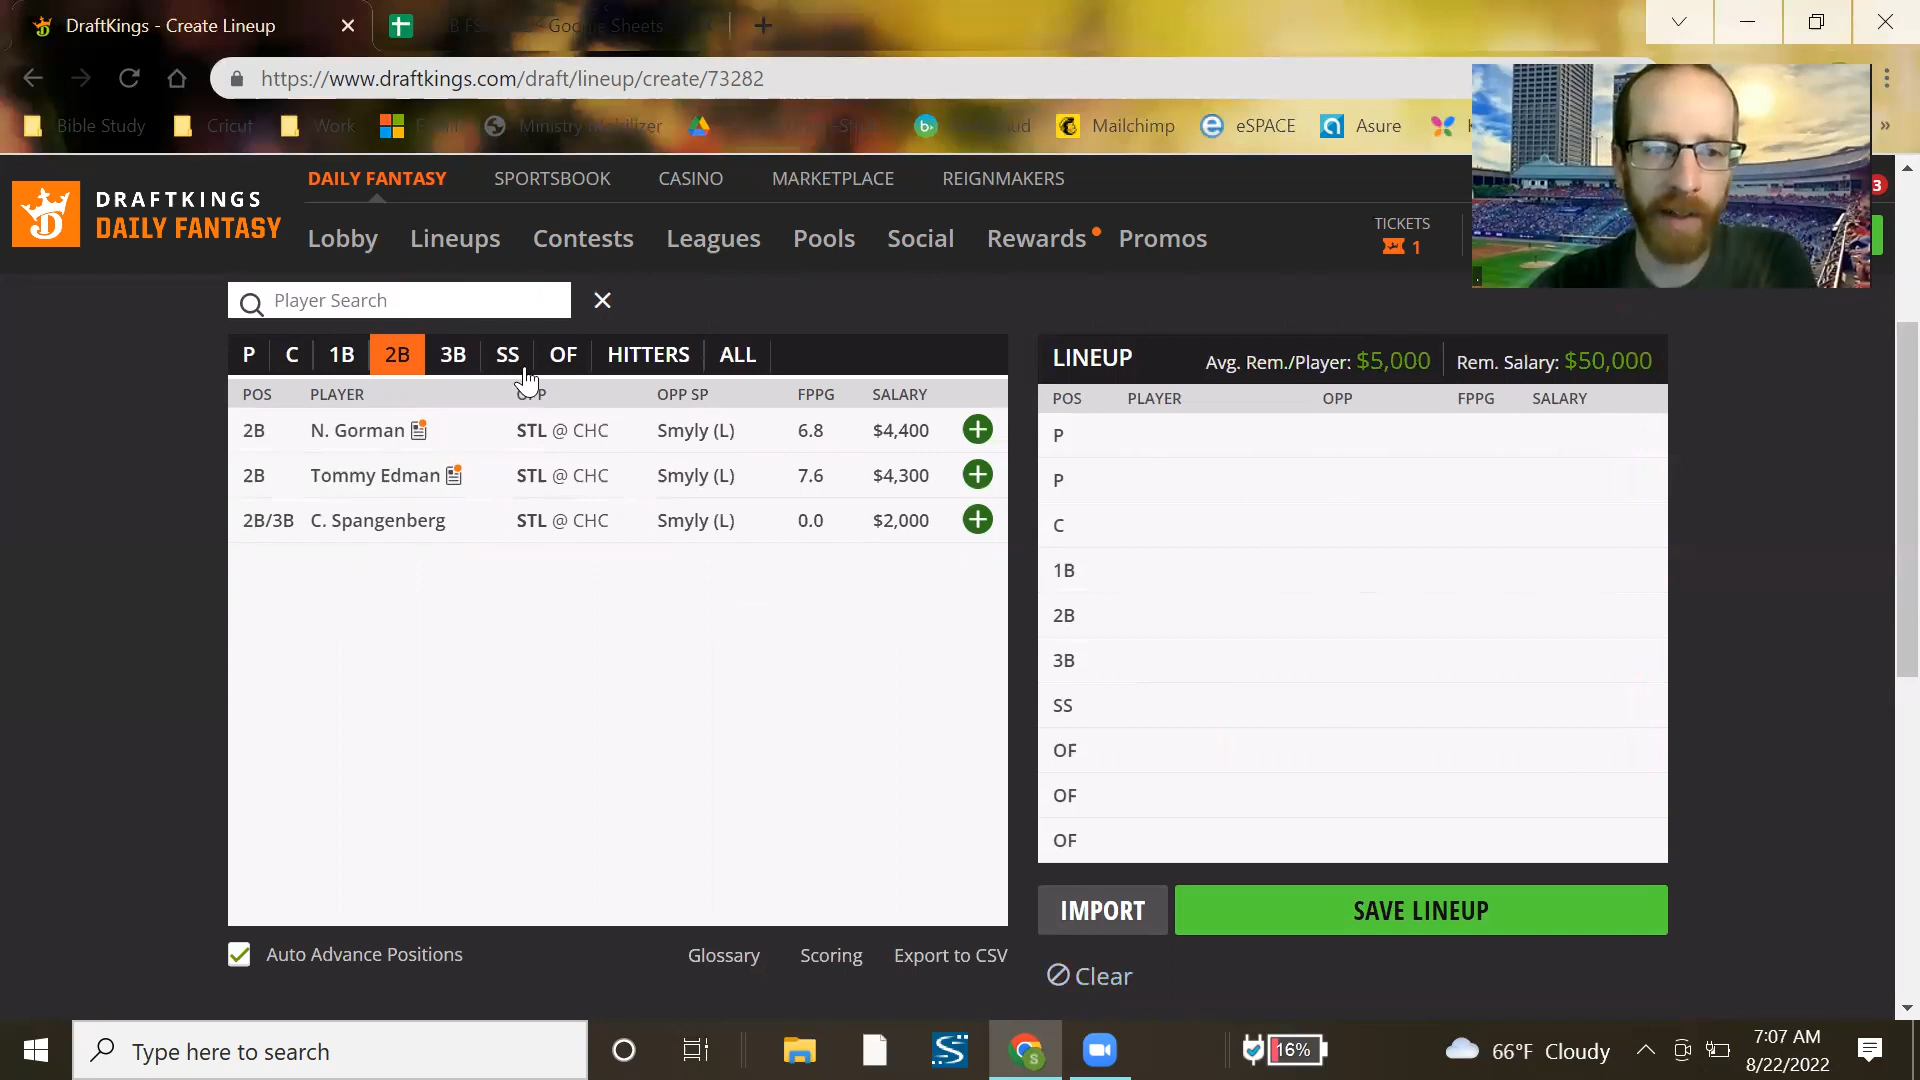 DraftKings - Create Lineup
https://www.draftkings.com/draft/lineup/create/73282
Bible Study
Cricut
Work
Ministry Mobilizer
Mailchimp
eSPACE
Asure
»
DRAFTKINGS
DAILY FANTASY
DAILY FANTASY SPORTSBOOK CASINO MARKETPLACE REIGNMAKERS
Lobby Lineups Contests Leagues Pools Social Rewards Promos
TICKETS
1
3
Player Search
P C 1B 2B 3B SS OF HITTERS ALL
POS PLAYER OPP OPP SP FPPG SALARY
2B N. Gorman STL @ CHC Smyly (L) 6.8 $4,400
2B Tommy Edman STL @ CHC Smyly (L) 7.6 $4,300
2B/3B C. Spangenberg STL @ CHC Smyly (L) 0.0 $2,000
Auto Advance Positions
Glossary Scoring Export to CSV
LINEUP Avg. Rem./Player: $5,000 Rem. Salary: $50,000
POS PLAYER OPP FPPG SALARY
P
P
C
1B
2B
3B
SS
OF
OF
OF
IMPORT
SAVE LINEUP
Clear
Type here to search
16%
66°F Cloudy
7:07 AM
8/22/2022